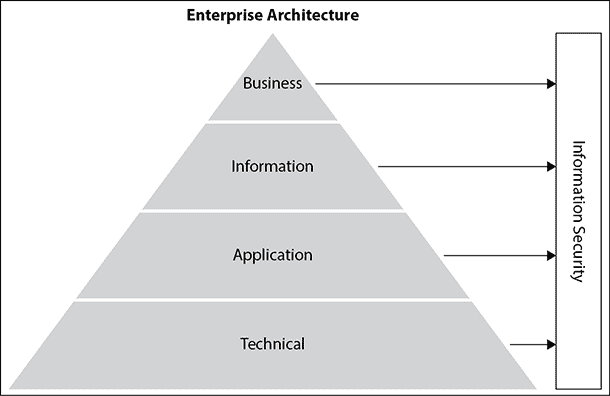 Enterprise Architecture
Business
Information
Application
Technical
Information Security